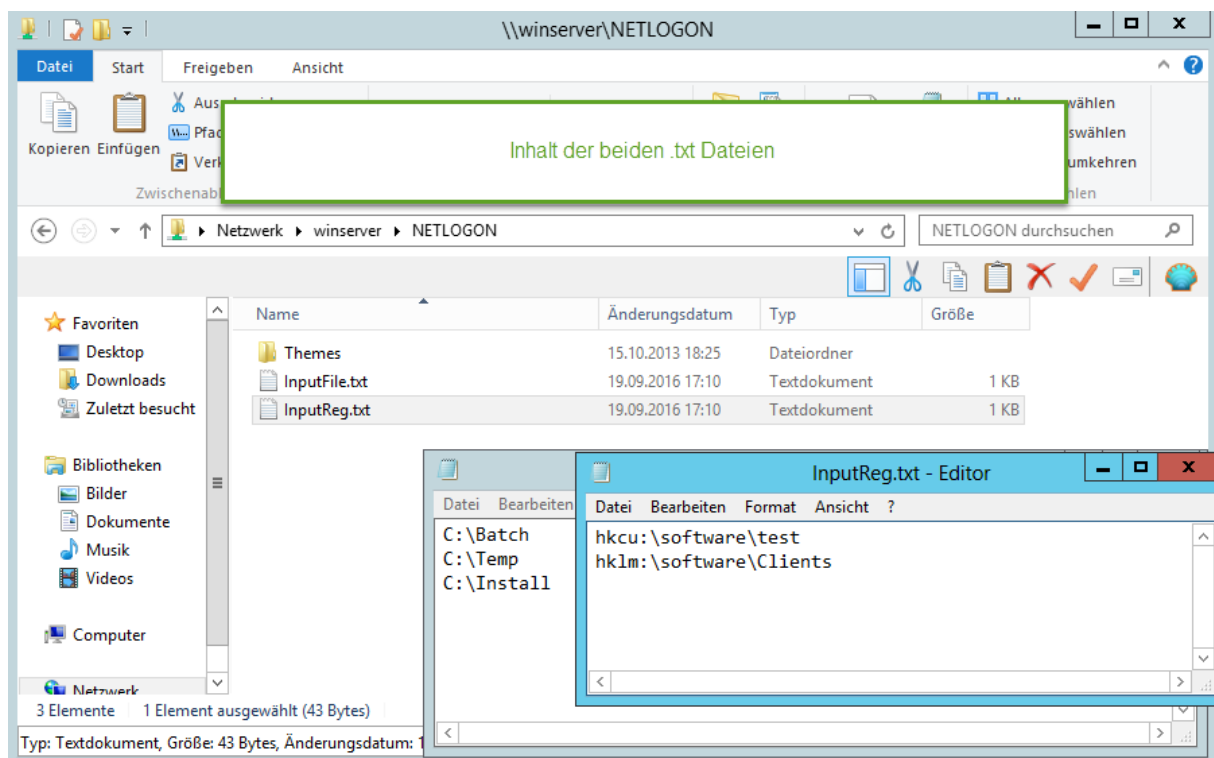 \\winserver\NETLOGON
Datei Start Freigeben Ansicht
Kopieren Einfügen
Inhalt der beiden .txt Dateien
wählen
umkehren
Netzwerk winserver NETLOGON
NETLOGON durchsuchen
Name Änderungsdatum Typ Größe
Themes 15.10.2013 18:25 Dateiordner
InputFile.txt 19.09.2016 17:10 Textdokument 1 KB
InputReg.txt 19.09.2016 17:10 Textdokument 1 KB
Favoriten
Desktop
Downloads
Zuletzt besucht
Bibliotheken
Bilder
Dokumente
Musik
Videos
Computer
Netzwerk
Datei Bearbeiten
C:\Batch
C:\Temp
C:\Install
InputReg.txt - Editor
Datei Bearbeiten Format Ansicht ?
hkcu:\software\test
hklm:\software\Clients
3 Elemente 1 Element ausgewählt (43 Bytes)
Typ: Textdokument, Größe: 43 Bytes, Änderungsdatum: 1